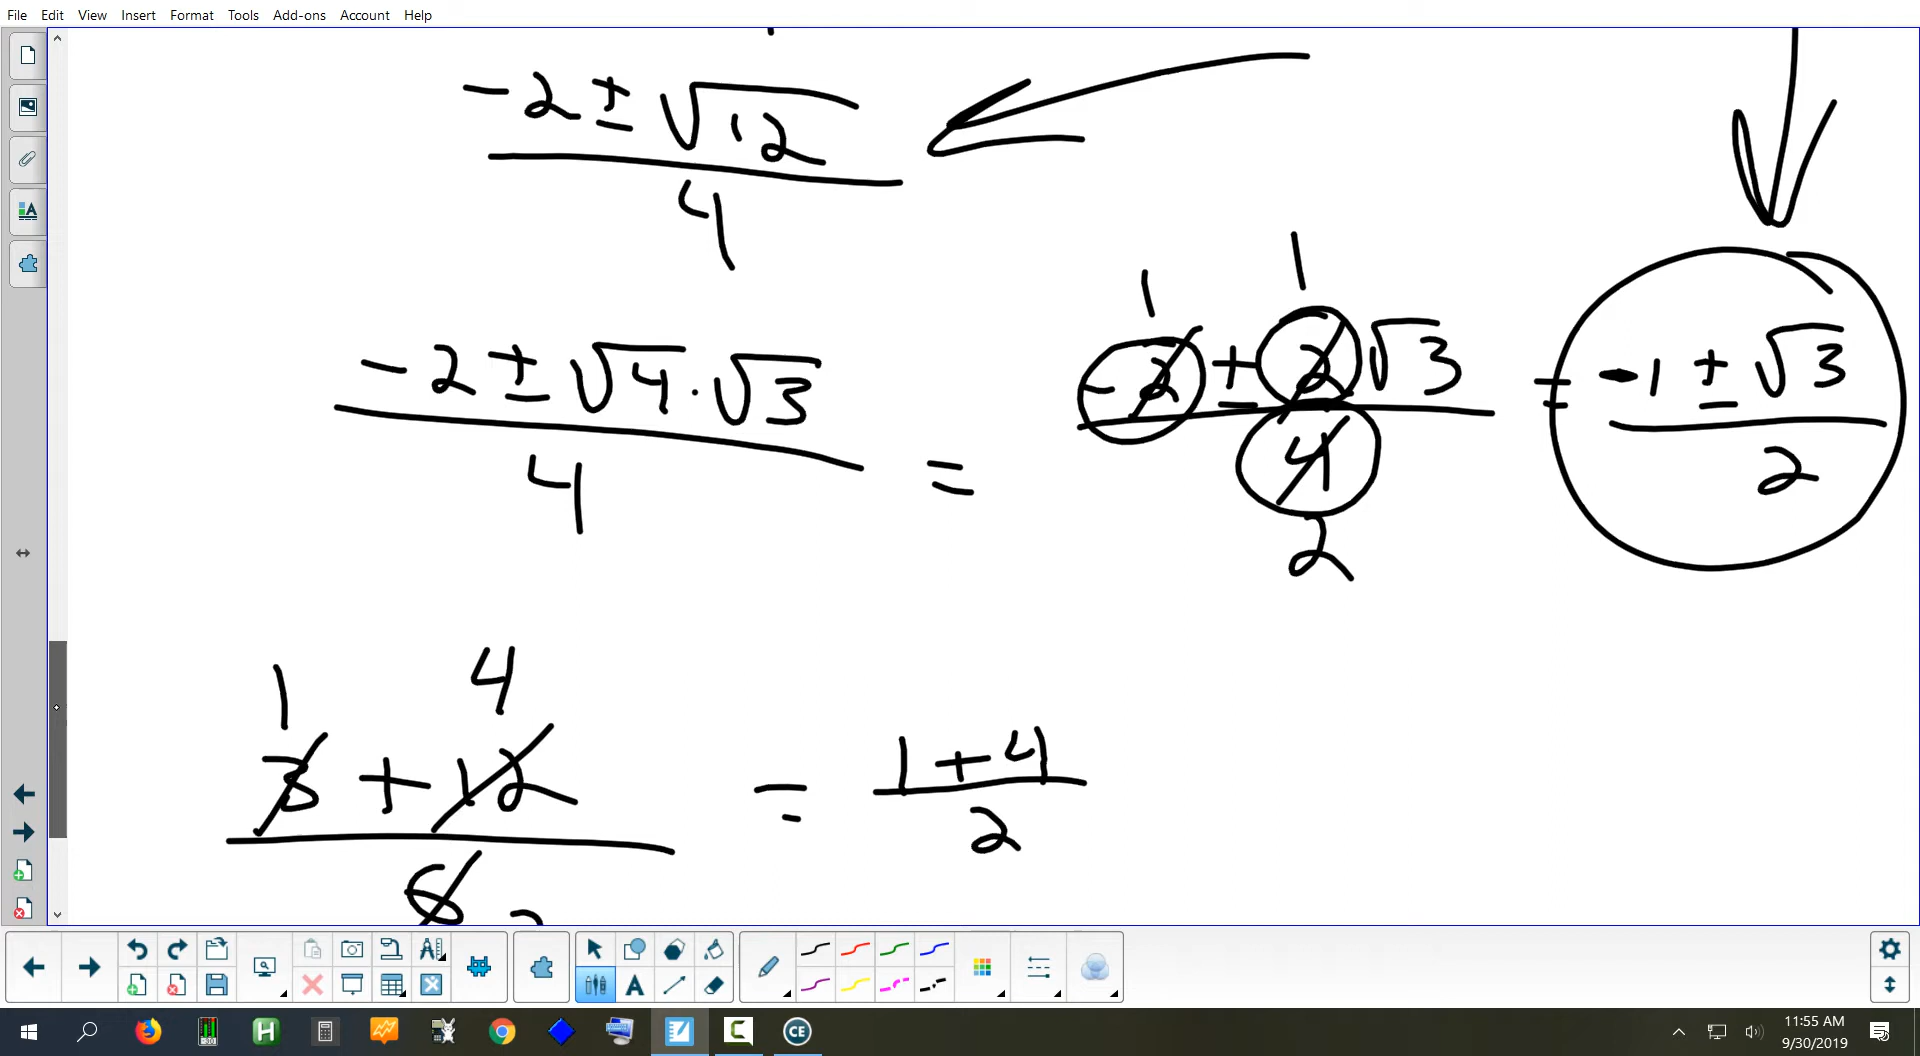 File Edit View Insert Format Tools Add-ons Account Help
-2 ± √12
4
1 1
-2 ± √4 · √3
4
= -2 ± 2√3
4
2
= -1 ± √3
2
1 4
3 + 12
6
= 1 + 4
2
A
A
H
C
CE
11:55 AM
9/30/2019